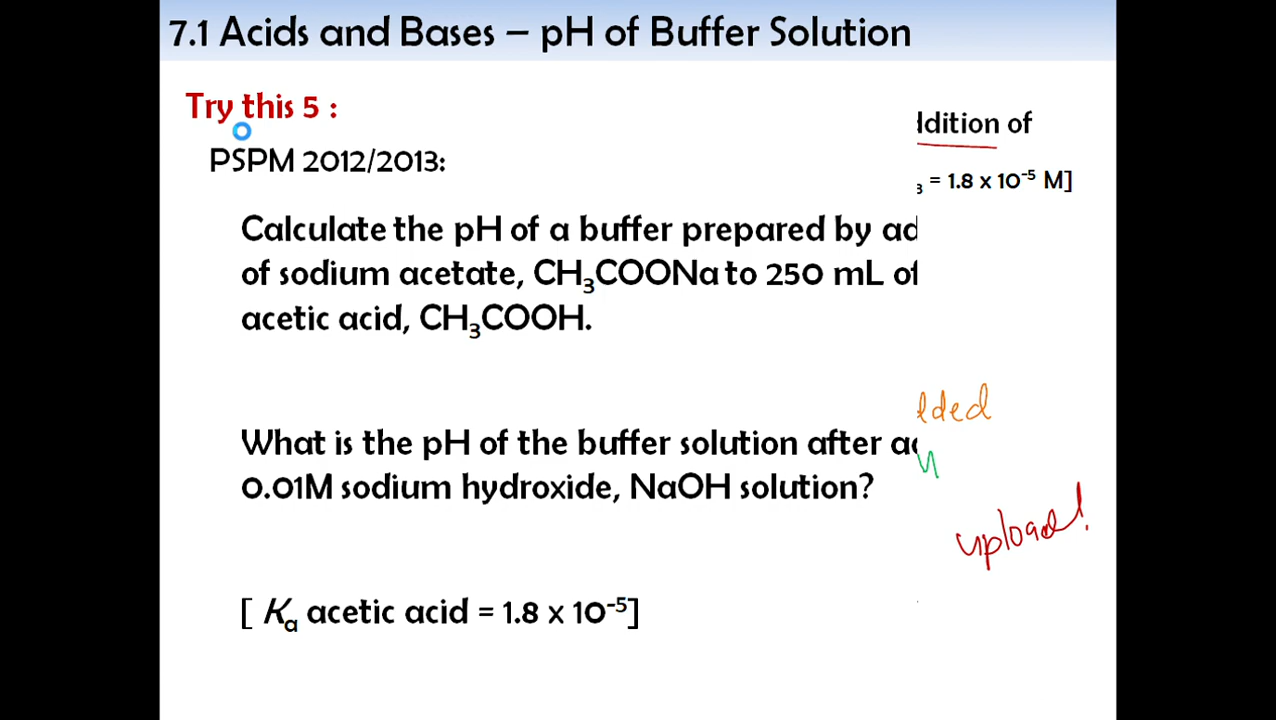 7.1 Acids and Bases – pH of Buffer Solution
Try this 5 :
PSPM 2012/2013:
Calculate the pH of a buffer prepared by ad
of sodium acetate, CH₃COONa to 250 mL of
acetic acid, CH₃COOH.
What is the pH of the buffer solution after ad
0.01M sodium hydroxide, NaOH solution?
[ Kₐ acetic acid = 1.8 x 10⁻⁵]
ddition of
₃ = 1.8 x 10⁻⁵ M]
dded
upload!